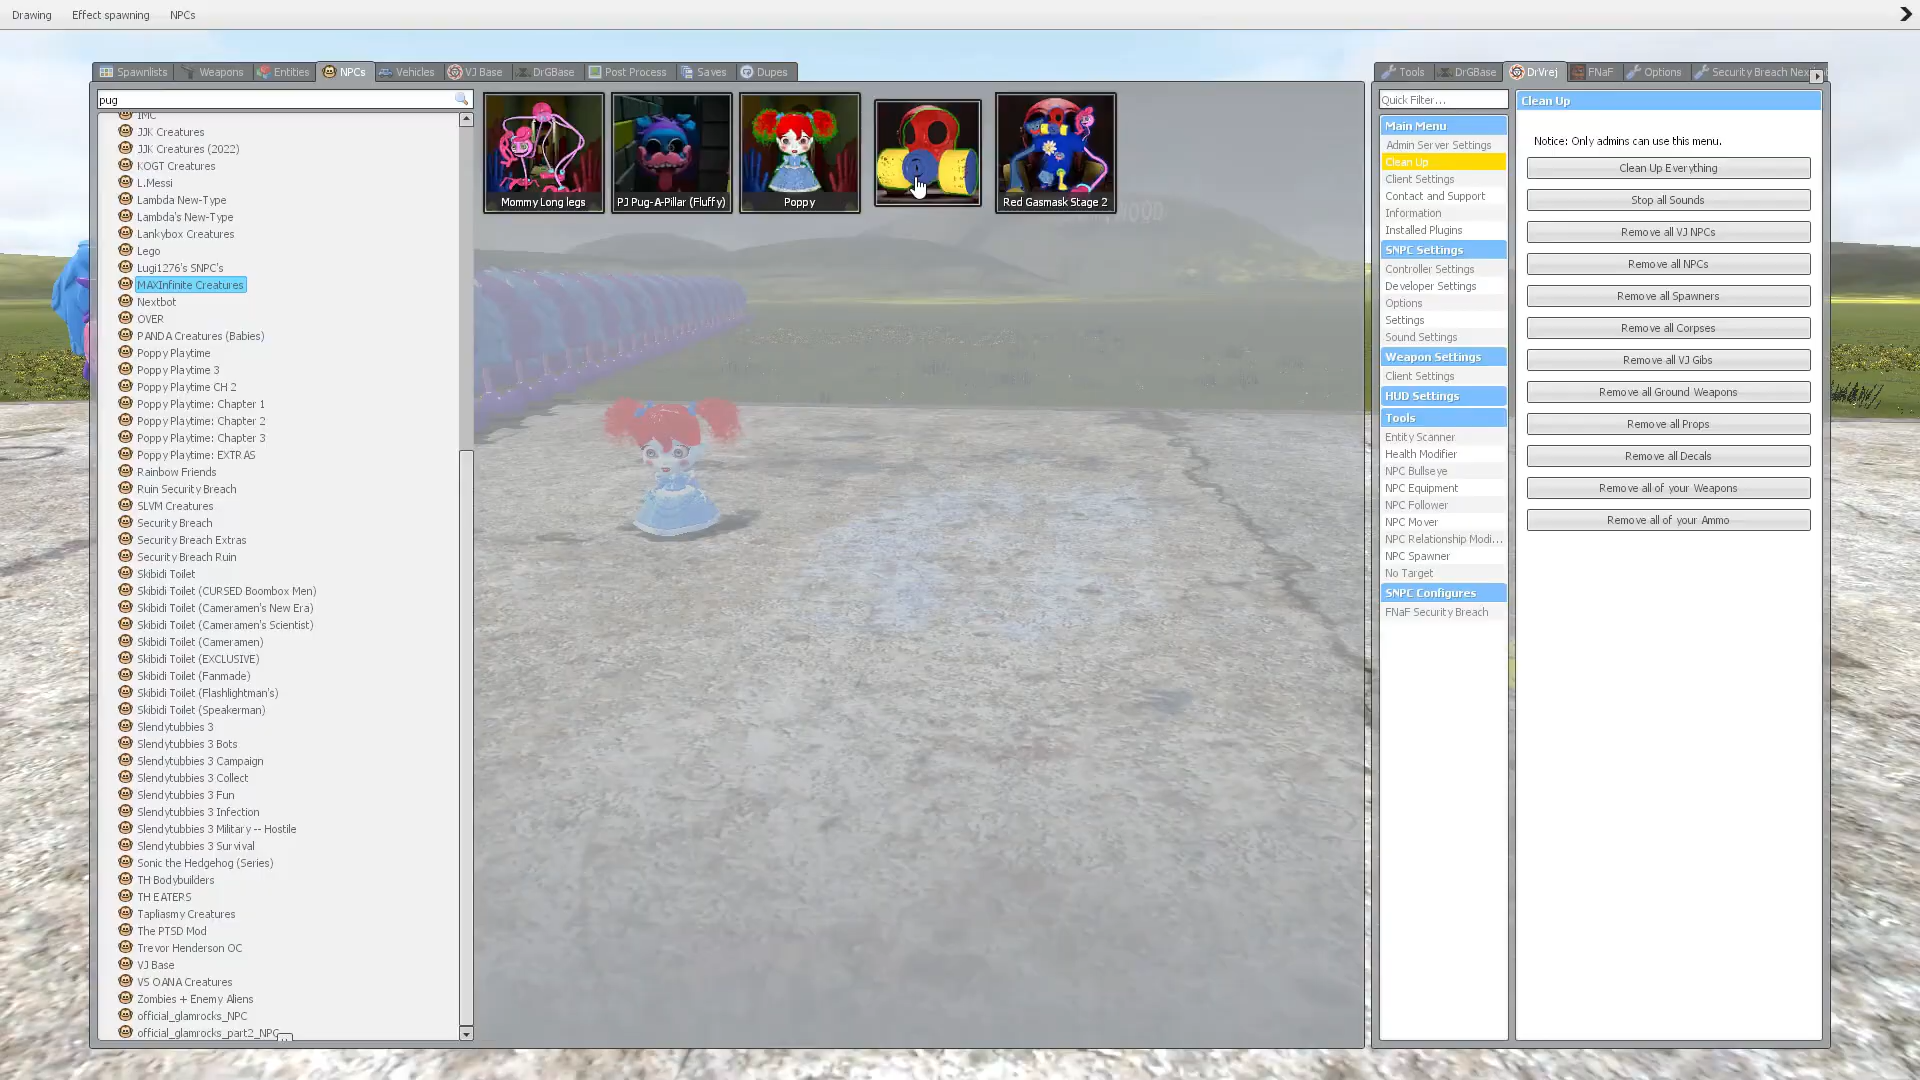 Drawing Effect spawning NPCs
Spawnlists Weapons Entities NPCs Vehicles VJ Base DrGBase Post Process Saves Dupes
pug
IMC
JJK Creatures
JJK Creatures (2022)
KOGT Creatures
L.Messi
Lambda New-Type
Lambda's New-Type
Lankybox Creatures
Lego
Lugi1276's SNPC's
MAXInfinite Creatures
Nextbot
OVER
PANDA Creatures (Babies)
Poppy Playtime
Poppy Playtime 3
Poppy Playtime CH 2
Poppy Playtime: Chapter 1
Poppy Playtime: Chapter 2
Poppy Playtime: Chapter 3
Poppy Playtime: EXTRAS
Rainbow Friends
Ruin Security Breach
SLVM Creatures
Security Breach
Security Breach Extras
Security Breach Ruin
Skibidi Toilet
Skibidi Toilet (CURSED Boombox Men)
Skibidi Toilet (Cameramen's New Era)
Skibidi Toilet (Cameramen's Scientist)
Skibidi Toilet (Cameramen)
Skibidi Toilet (EXCLUSIVE)
Skibidi Toilet (Fanmade)
Skibidi Toilet (Flashlightman's)
Skibidi Toilet (Speakerman)
Slendytubbies 3
Slendytubbies 3 Bots
Slendytubbies 3 Campaign
Slendytubbies 3 Collect
Slendytubbies 3 Fun
Slendytubbies 3 Infection
Slendytubbies 3 Military -- Hostile
Slendytubbies 3 Survival
Sonic the Hedgehog (Series)
TH Bodybuilders
TH EATERS
Tapliasmy Creatures
The PTSD Mod
Trevor Henderson OC
VJ Base
VS OANA Creatures
Zombies + Enemy Aliens
official_glamrocks_NPC
official_glamrocks_part2_NPC
Mommy Long legs
PJ Pug-A-Pillar (Fluffy)
Poppy
Red Gasmask Stage 2
Tools DrGBase DrVrej FNaF Options Security Breach Nex
Quick Filter...
Main Menu
Admin Server Settings
Clean Up
Client Settings
Contact and Support
Information
Installed Plugins
SNPC Settings
Controller Settings
Developer Settings
Options
Settings
Sound Settings
Weapon Settings
Client Settings
HUD Settings
Tools
Entity Scanner
Health Modifier
NPC Bullseye
NPC Equipment
NPC Follower
NPC Mover
NPC Relationship Modi...
NPC Spawner
No Target
SNPC Configures
FNaF Security Breach
Clean Up
Notice: Only admins can use this menu.
Clean Up Everything
Stop all Sounds
Remove all VJ NPCs
Remove all NPCs
Remove all Spawners
Remove all Corpses
Remove all VJ Gibs
Remove all Ground Weapons
Remove all Props
Remove all Decals
Remove all of your Weapons
Remove all of your Ammo